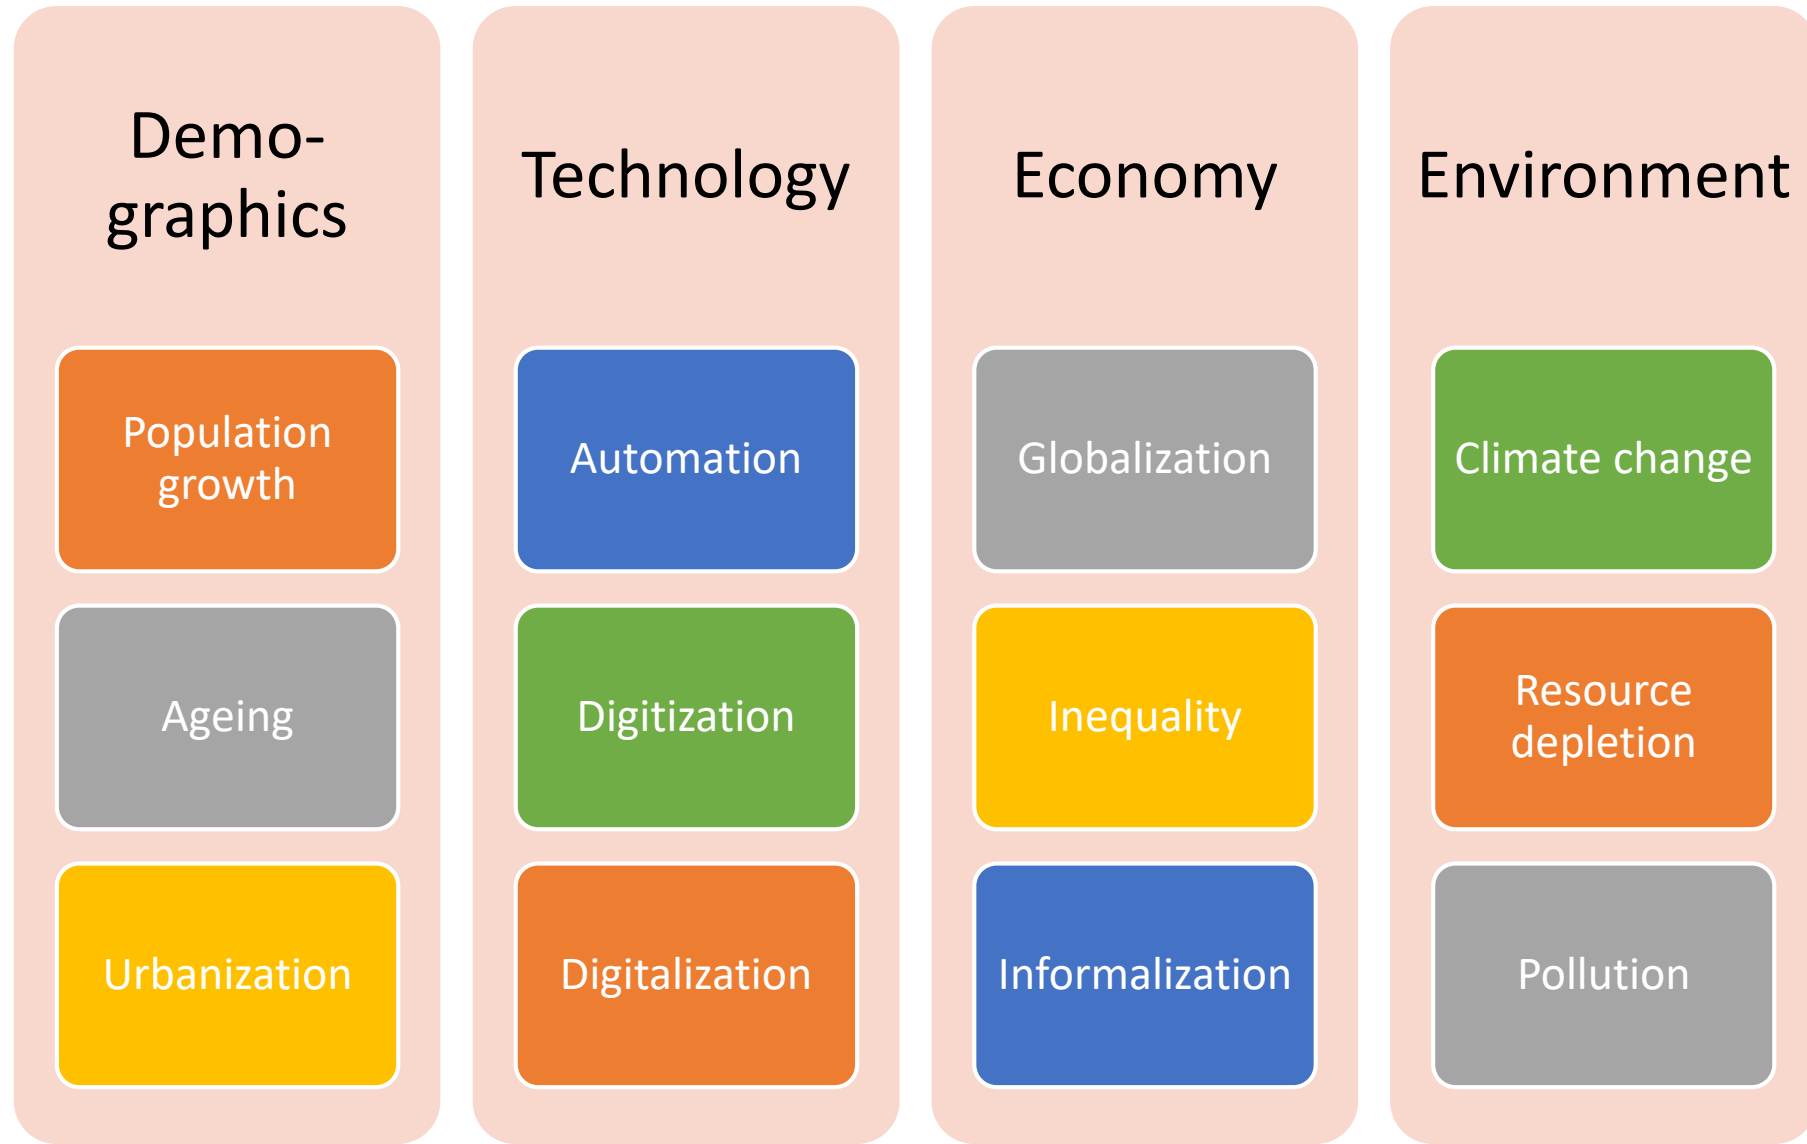 Demo-
graphics
Population
growth
Ageing
Urbanization
Technology
Automation
Digitization
Digitalization
Economy
Globalization
Inequality
Informalization
Environment
Climate change
Resource
depletion
Pollution